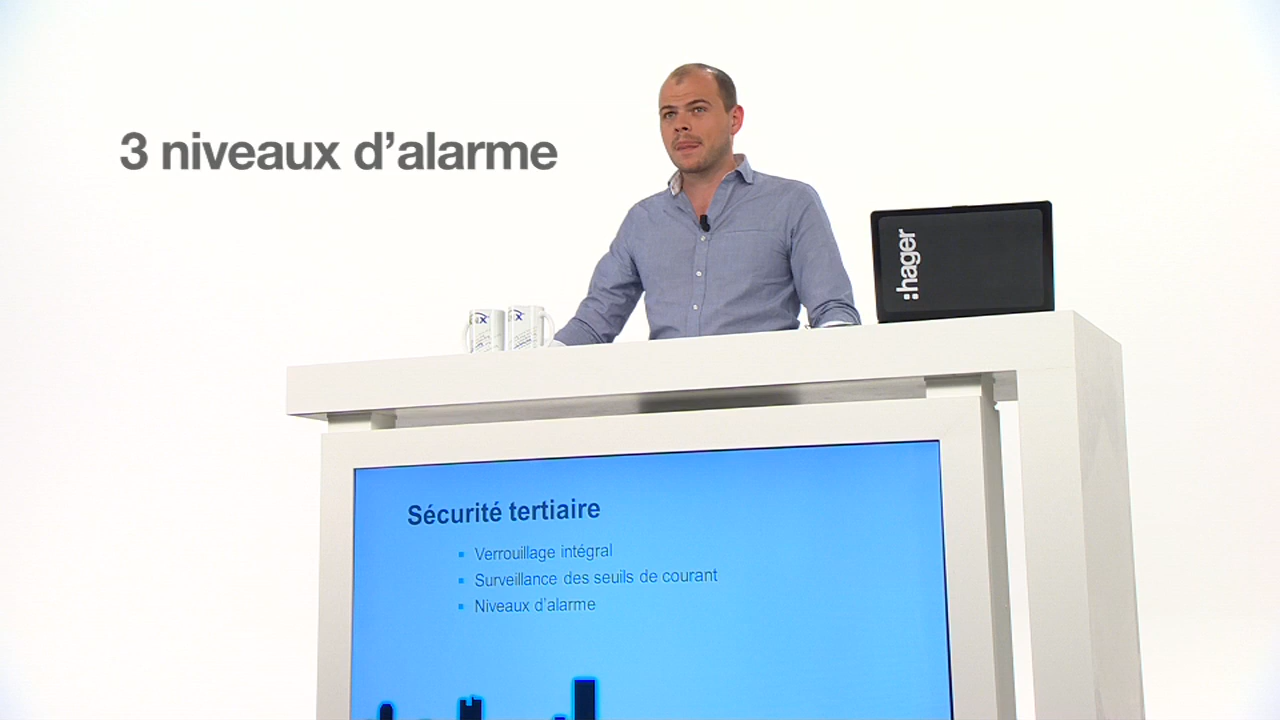 3 niveaux d’alarme
:hager
Sécurité tertiaire
▪ Verrouillage intégral
▪ Surveillance des seuils de courant
▪ Niveaux d’alarme